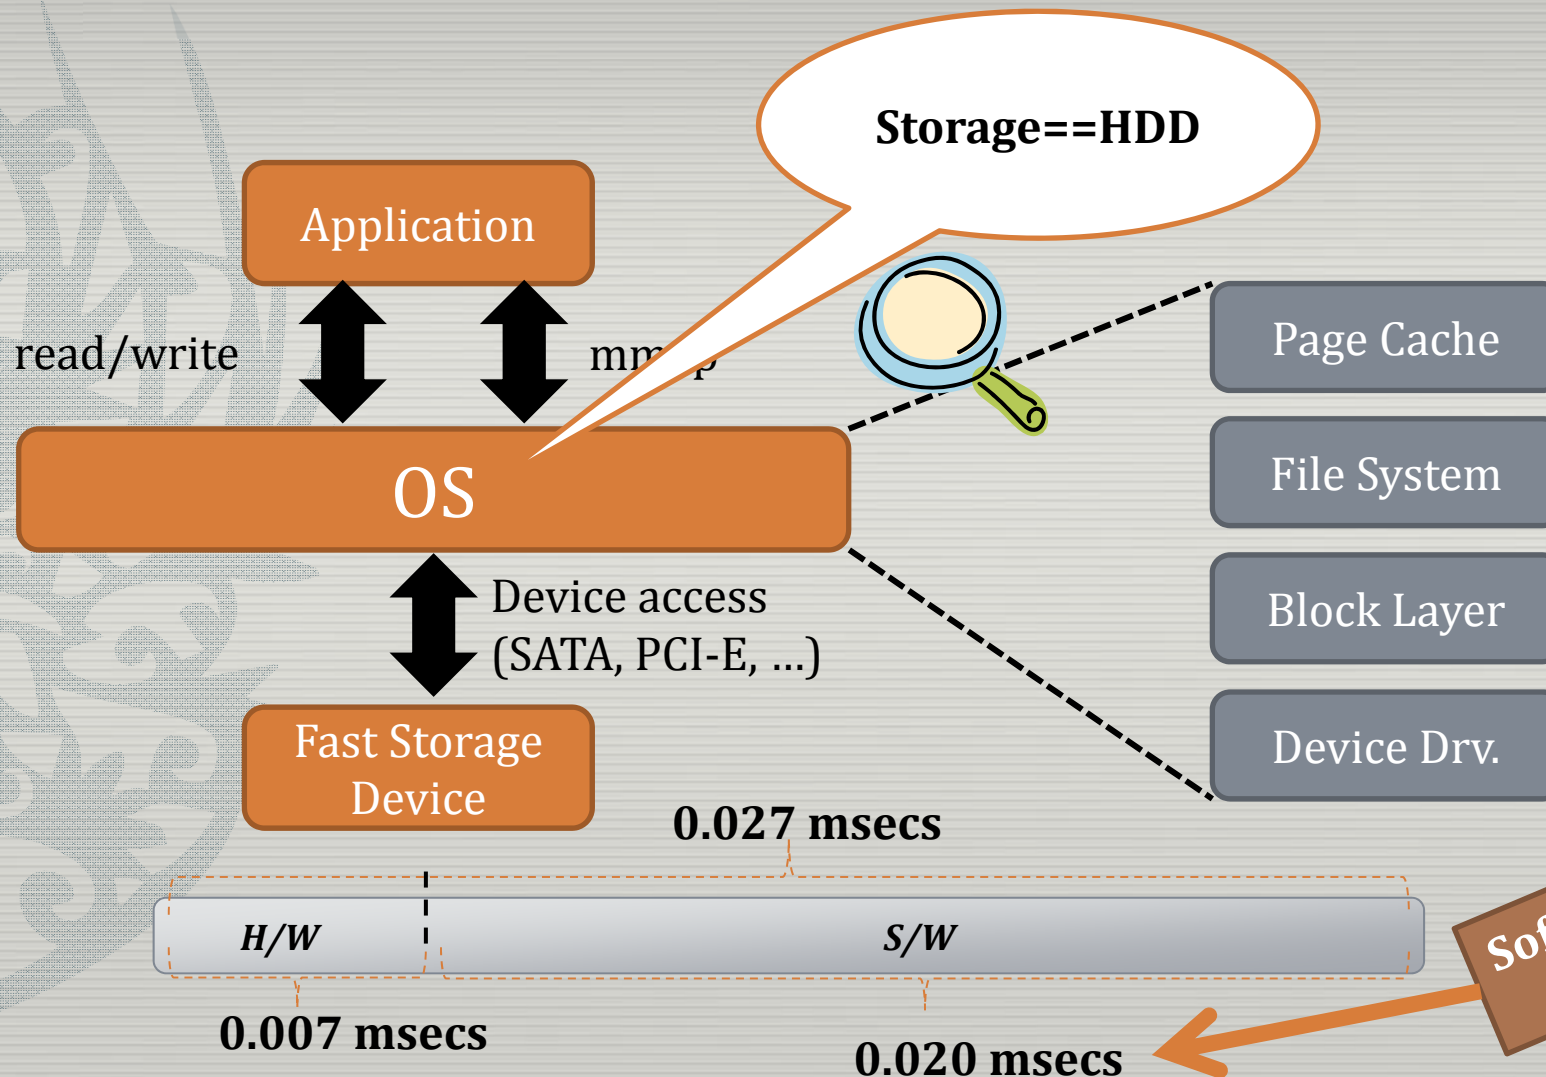 Storage==HDD
Application
read/write
OS
Device access
(SATA, PCI-E, ...)
Fast Storage
Device
Page Cache
File System
Block Layer
Device Drv.
0.027 msecs
H/W
S/W
0.007 msecs
0.020 msecs